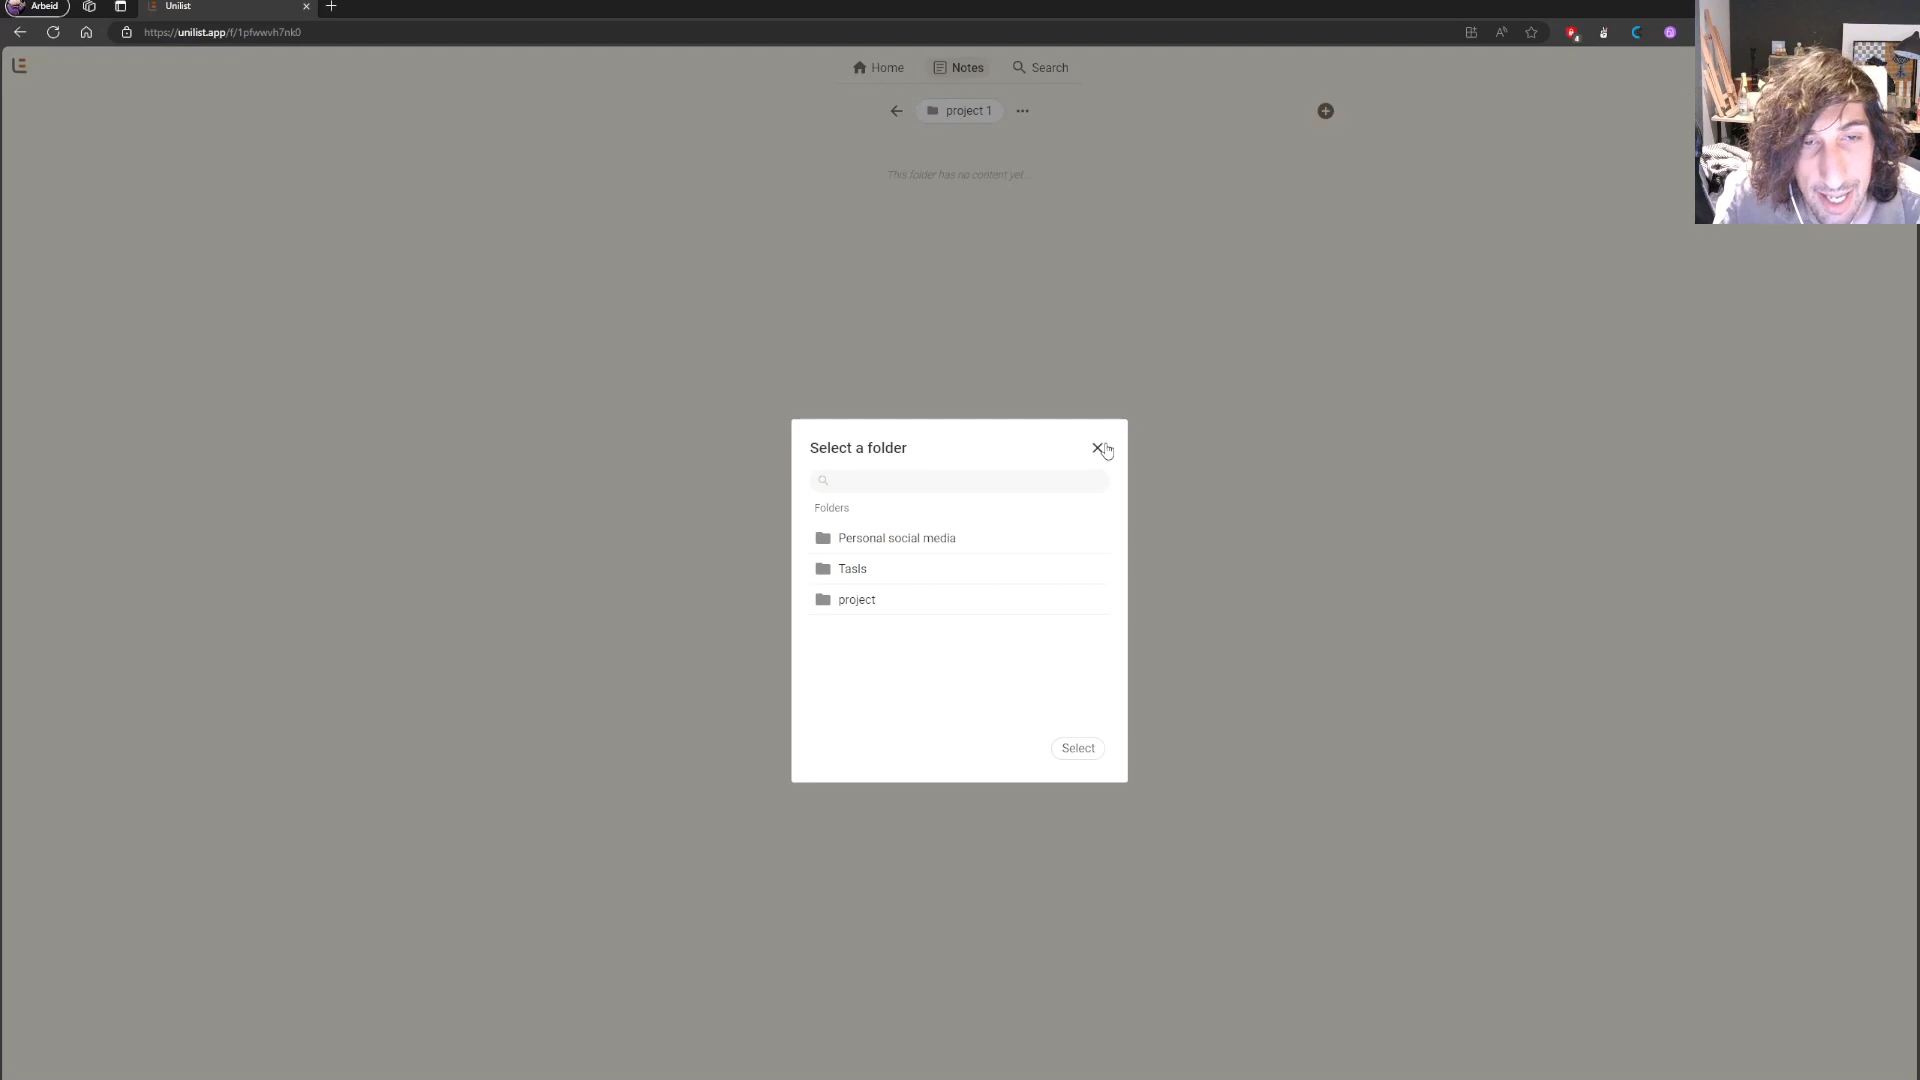 Arbeid
Unilist
https://unilist.app/f/1pfwwvh7nk0
4
Home
Notes
Search
project 1
This folder has no content yet...
Select a folder
Folders
Personal social media
Tasls
project
Select